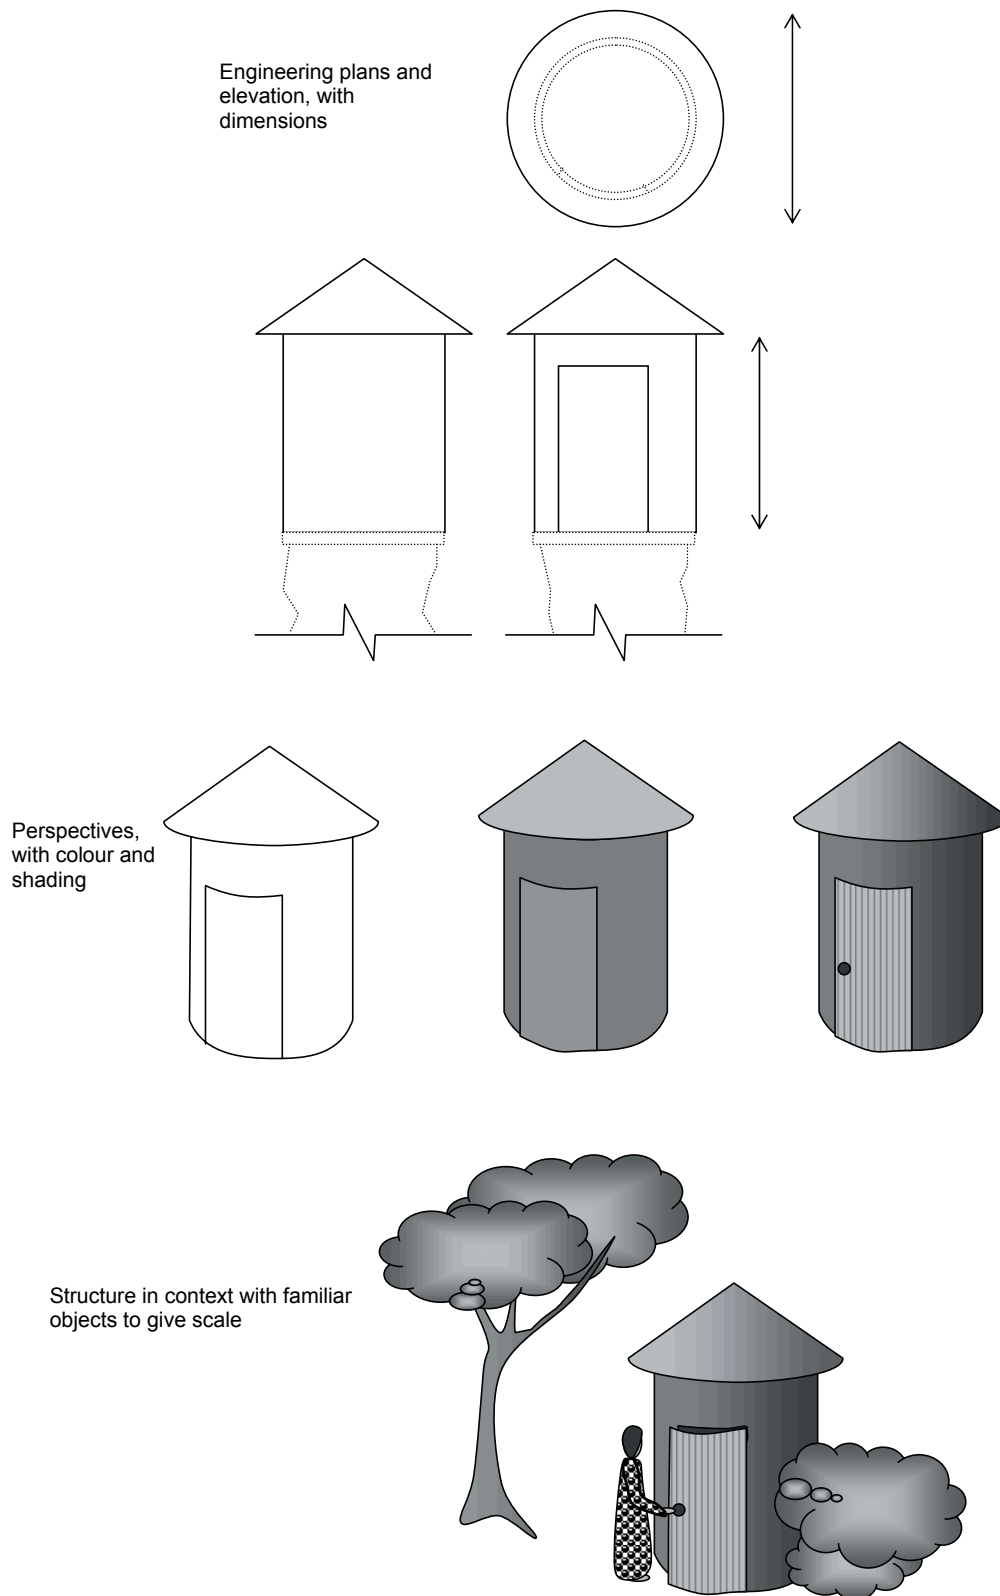 Engineering plans and
elevation, with
dimensions
Perspectives,
with colour and
shading
Structure in context with familiar
objects to give scale